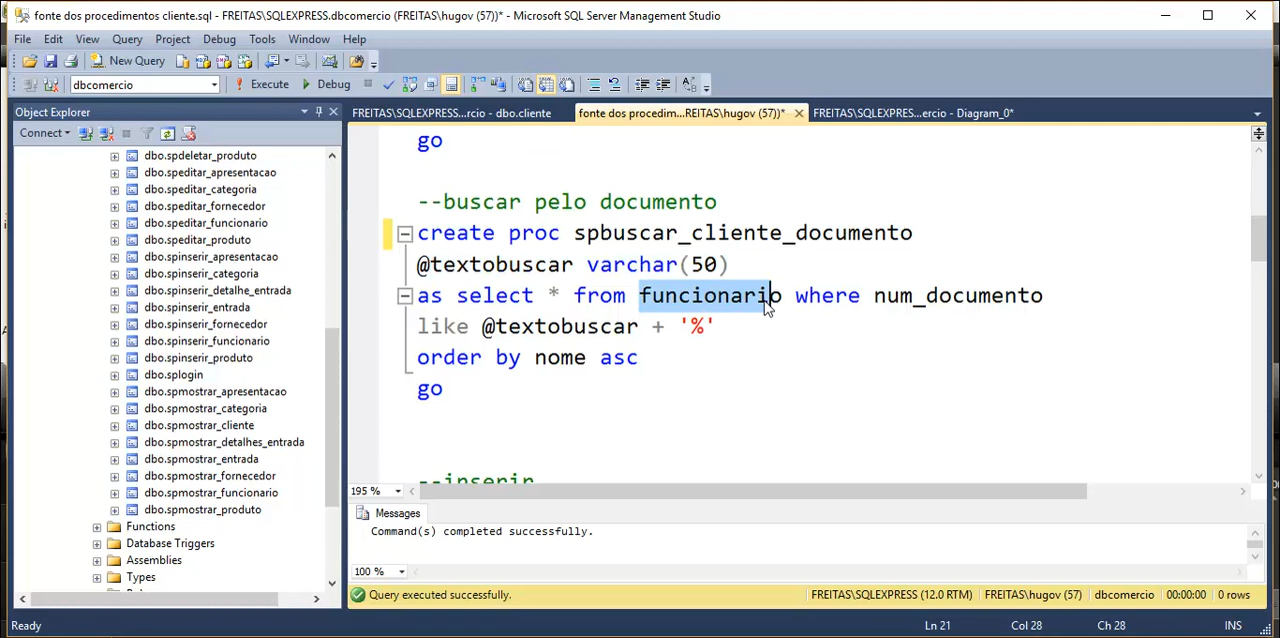 fonte dos procedimentos cliente.sql - FREITAS\SQLEXPRESS.dbcomercio (FREITAS\hugov (57))* - Microsoft SQL Server Management Studio
File Edit View Query Project Debug Tools Window Help
New Query
dbcomercio Execute Debug
Object Explorer
FREITAS\SQLEXPRESS...rcio - dbo.cliente fonte dos procedim...REITAS\hugov (57))* FREITAS\SQLEXPRES...ercio - Diagram_0*
Connect
dbo.spdeletar_produto
dbo.speditar_apresentacao
dbo.speditar_categoria
dbo.speditar_fornecedor
dbo.speditar_funcionario
dbo.speditar_produto
dbo.spinserir_apresentacao
dbo.spinserir_categoria
dbo.spinserir_detalhe_entrada
dbo.spinserir_entrada
dbo.spinserir_fornecedor
dbo.spinserir_funcionario
dbo.spinserir_produto
dbo.splogin
dbo.spmostrar_apresentacao
dbo.spmostrar_categoria
dbo.spmostrar_cliente
dbo.spmostrar_detalhes_entrada
dbo.spmostrar_entrada
dbo.spmostrar_fornecedor
dbo.spmostrar_funcionario
dbo.spmostrar_produto
Functions
Database Triggers
Assemblies
Types
go
--buscar pelo documento
create proc spbuscar_cliente_documento
@textobuscar varchar(50)
as select * from funcionario where num_documento
like @textobuscar + '%'
order by nome asc
go
--inserir
195 %
Messages
Command(s) completed successfully.
100 %
Query executed successfully. FREITAS\SQLEXPRESS (12.0 RTM) FREITAS\hugov (57) dbcomercio 00:00:00 0 rows
Ready Ln 21 Col 28 Ch 28 INS